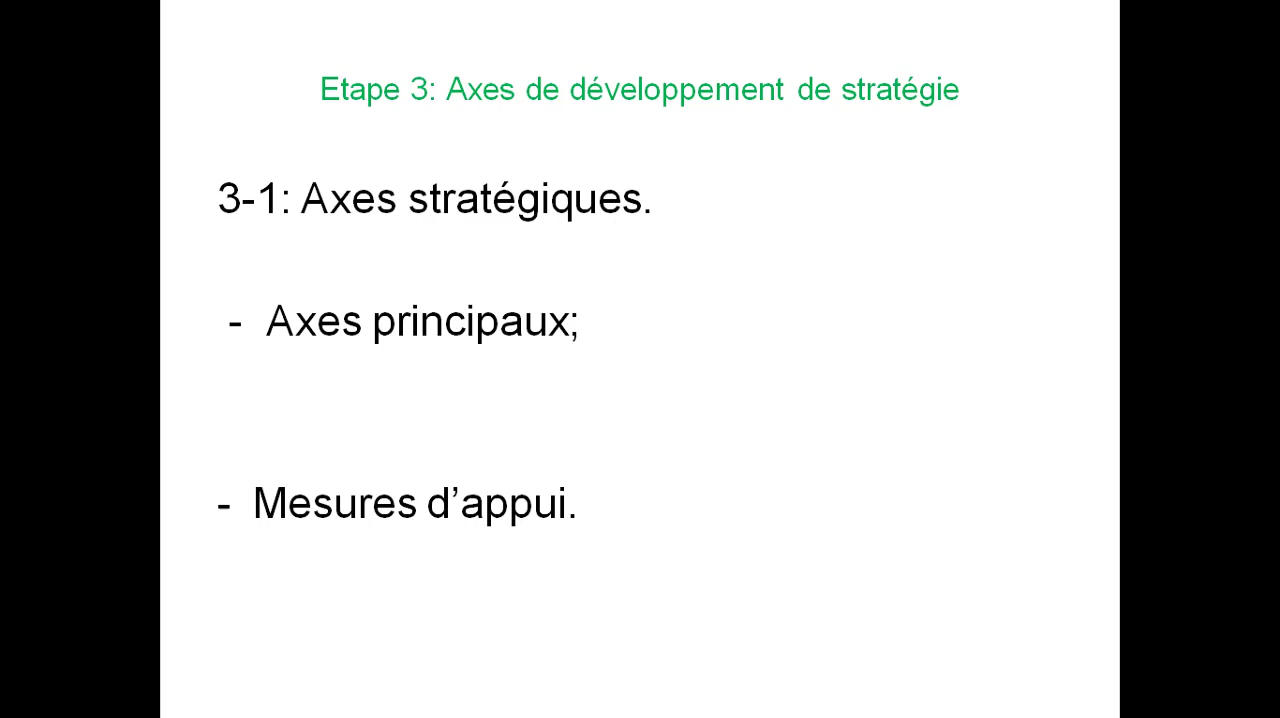 Etape 3: Axes de développement de stratégie
3-1: Axes stratégiques.
- Axes principaux;
- Mesures d’appui.